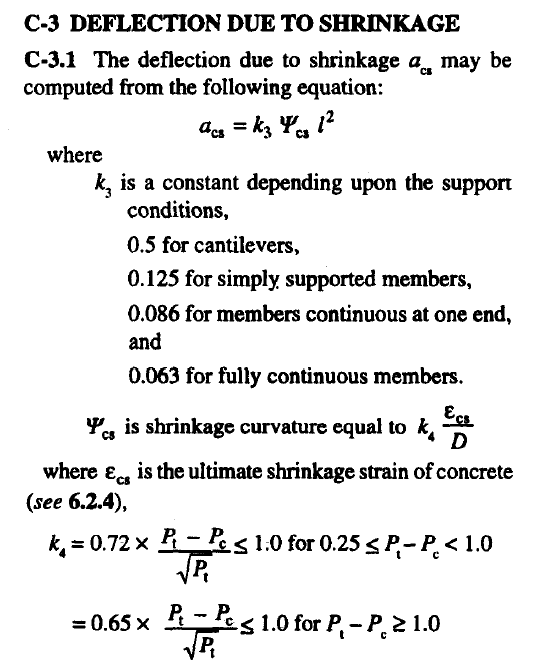 C-3 DEFLECTION DUE TO SHRINKAGE
C-3.1 The deflection due to shrinkage a_cs may be
computed from the following equation:
a_cs = k_3 Ψ_cs l^2
where
k_3 is a constant depending upon the support
conditions,
0.5 for cantilevers,
0.125 for simply supported members,
0.086 for members continuous at one end,
and
0.063 for fully continuous members.
Ψ_cs is shrinkage curvature equal to k_4 ε_cs / D
where ε_cs is the ultimate shrinkage strain of concrete
(see 6.2.4),
k_4 = 0.72 × (P_t − P_c) / √P_t ≤ 1.0 for 0.25 ≤ P_t − P_c < 1.0
= 0.65 × (P_t − P_c) / √P_t ≤ 1.0 for P_t − P_c ≥ 1.0